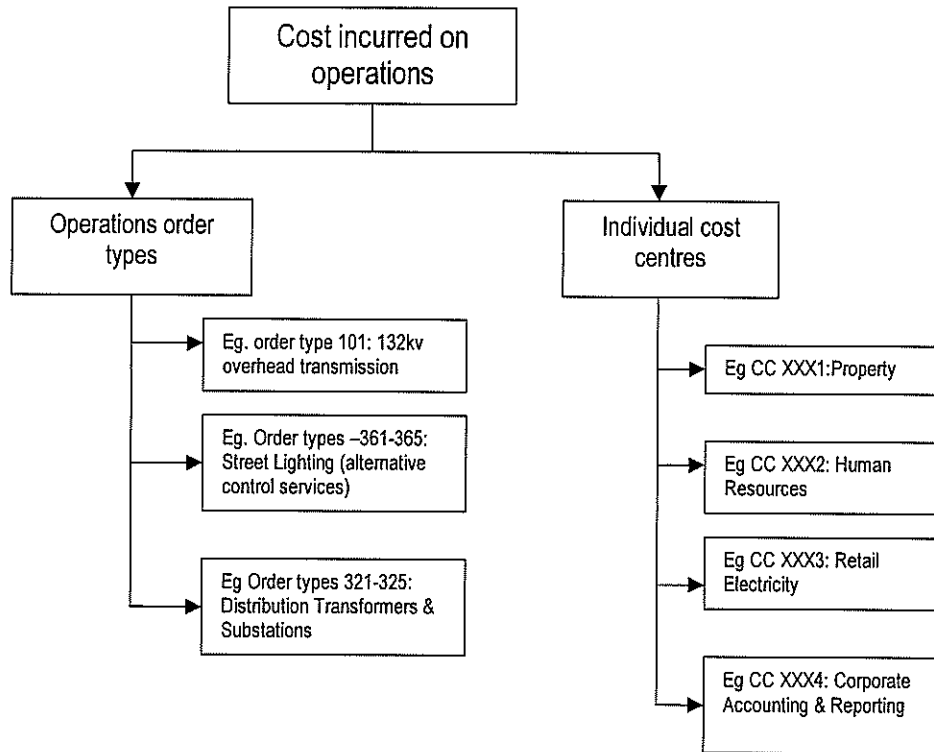 Cost incurred on
operations
Operations order
types
Individual cost
centres
Eg. order type 101: 132kv
overhead transmission
Eg. Order types –361-365:
Street Lighting (alternative
control services)
Eg Order types 321-325:
Distribution Transformers &
Substations
Eg CC XXX1:Property
Eg CC XXX2: Human
Resources
Eg CC XXX3: Retail
Electricity
Eg CC XXX4: Corporate
Accounting & Reporting